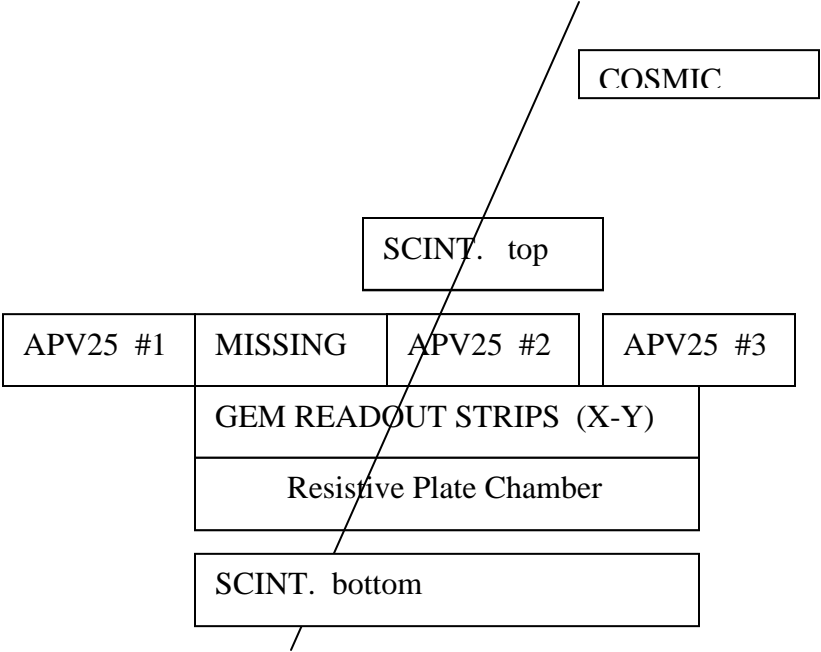 COSMIC
SCINT. top
APV25 #1 MISSING APV25 #2 APV25 #3
GEM READOUT STRIPS (X-Y)
Resistive Plate Chamber
SCINT. bottom